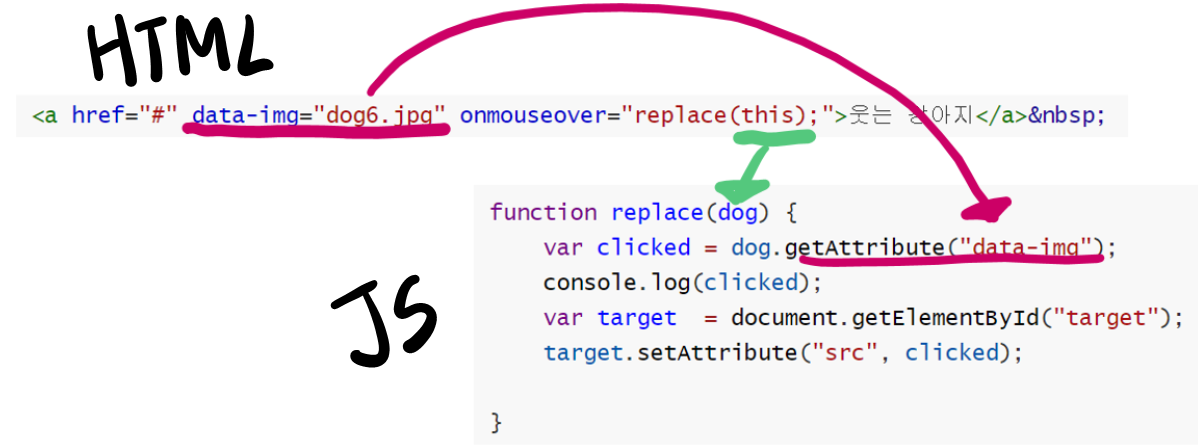 HTML
<a href="#" data-img="dog6.jpg" onmouseover="replace(this);">웃는 강아지</a>&nbsp;
function replace(dog) {
var clicked = dog.getAttribute("data-img");
console.log(clicked);
var target = document.getElementById("target");
target.setAttribute("src", clicked);
}
JS